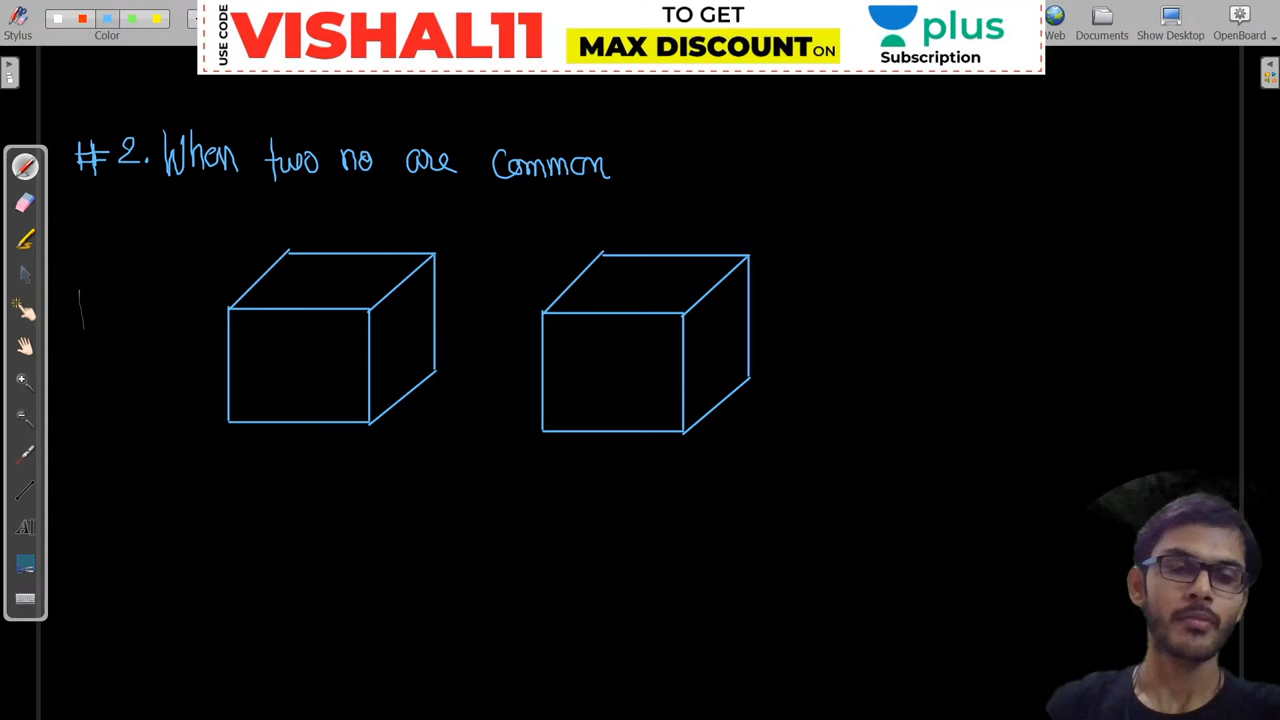 Stylus
Color
USE CODE
VISHAL11
TO GET
MAX DISCOUNT ON
plus
Subscription
Web
Documents
Show Desktop
OpenBoard
#2. When two no are common